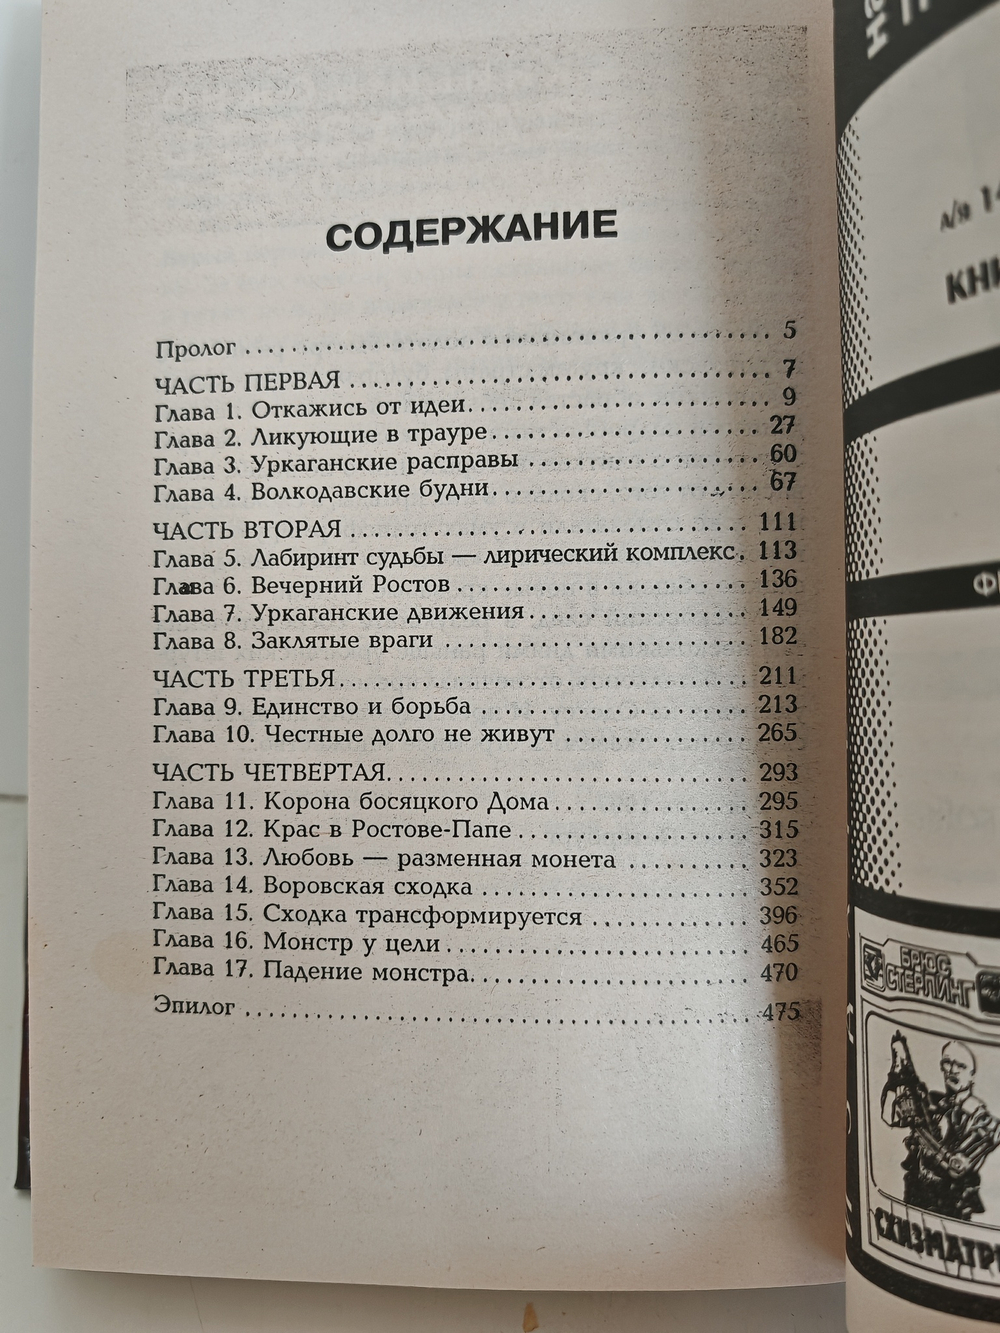 СОДЕРЖАНИЕ
Пролог . . . . . . . . . . . . . . . . . . . . 5
ЧАСТЬ ПЕРВАЯ . . . . . . . . . . . . . . . . . . . . 7
Глава 1. Откажись от идеи. . . . . . . . . . . . . . . . . . . . 9
Глава 2. Ликующие в трауре . . . . . . . . . . . . . . . . . . . . 27
Глава 3. Уркаганские расправы . . . . . . . . . . . . . . . . . . 60
Глава 4. Волкодавские будни. . . . . . . . . . . . . . . . . . . 67
ЧАСТЬ ВТОРАЯ . . . . . . . . . . . . . . . . . . . . 111
Глава 5. Лабиринт судьбы — лирический комплекс. 113
Глава 6. Вечерний Ростов . . . . . . . . . . . . . . . . . . . . 136
Глава 7. Уркаганские движения . . . . . . . . . . . . . . . . 149
Глава 8. Заклятые враги . . . . . . . . . . . . . . . . . . . . 182
ЧАСТЬ ТРЕТЬЯ. . . . . . . . . . . . . . . . . . . . 211
Глава 9. Единство и борьба . . . . . . . . . . . . . . . . . . 213
Глава 10. Честные долго не живут . . . . . . . . . . . . . 265
ЧАСТЬ ЧЕТВЕРТАЯ. . . . . . . . . . . . . . . . . . . . 293
Глава 11. Корона босяцкого Дома . . . . . . . . . . . . . . 295
Глава 12. Крас в Ростове-Папе . . . . . . . . . . . . . . . . 315
Глава 13. Любовь — разменная монета . . . . . . . . . 323
Глава 14. Воровская сходка . . . . . . . . . . . . . . . . . . 352
Глава 15. Сходка трансформируется . . . . . . . . . . . 396
Глава 16. Монстр у цели . . . . . . . . . . . . . . . . . . . . 465
Глава 17. Падение монстра. . . . . . . . . . . . . . . . . . . 470
Эпилог . . . . . . . . . . . . . . . . . . . . 475
а/я 14
БРЮС
СТЕРЛИНГ